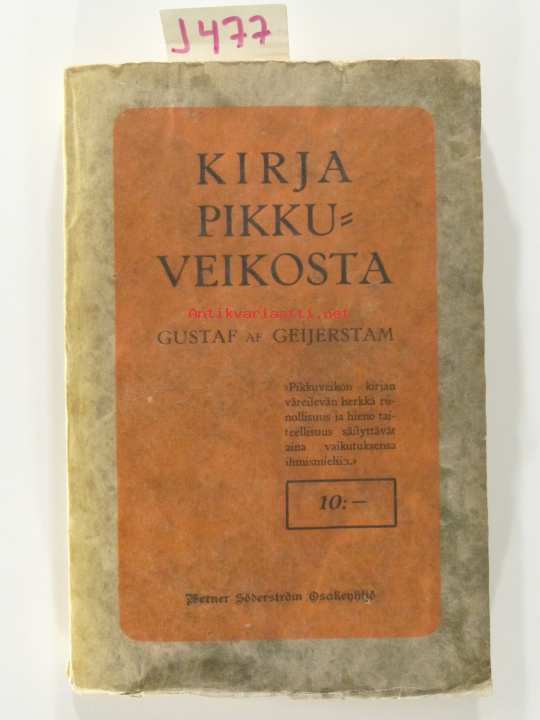 J 477
KIRJA
PIKKU=
VEIKOSTA
Antikvariaatti.net
GUSTAF AF GEIJERSTAM
»Pikkuveikon kirjan
väreilevän herkkä ru-
nollisuus ja hieno tai-
teellisuus säilyttävät
aina vaikutuksensa
ihmismieliin.»
10:—
Werner Söderström Osakeyhtiö